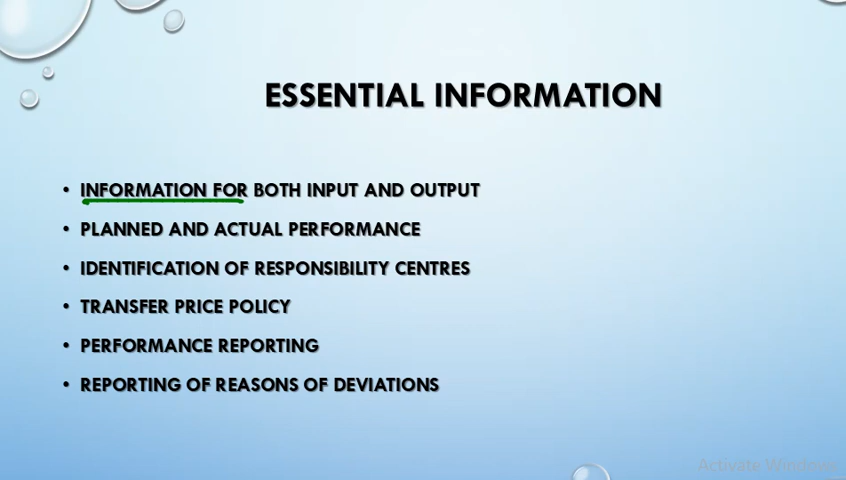 ESSENTIAL INFORMATION
• INFORMATION FOR BOTH INPUT AND OUTPUT
• PLANNED AND ACTUAL PERFORMANCE
• IDENTIFICATION OF RESPONSIBILITY CENTRES
• TRANSFER PRICE POLICY
• PERFORMANCE REPORTING
• REPORTING OF REASONS OF DEVIATIONS
Activate Windows